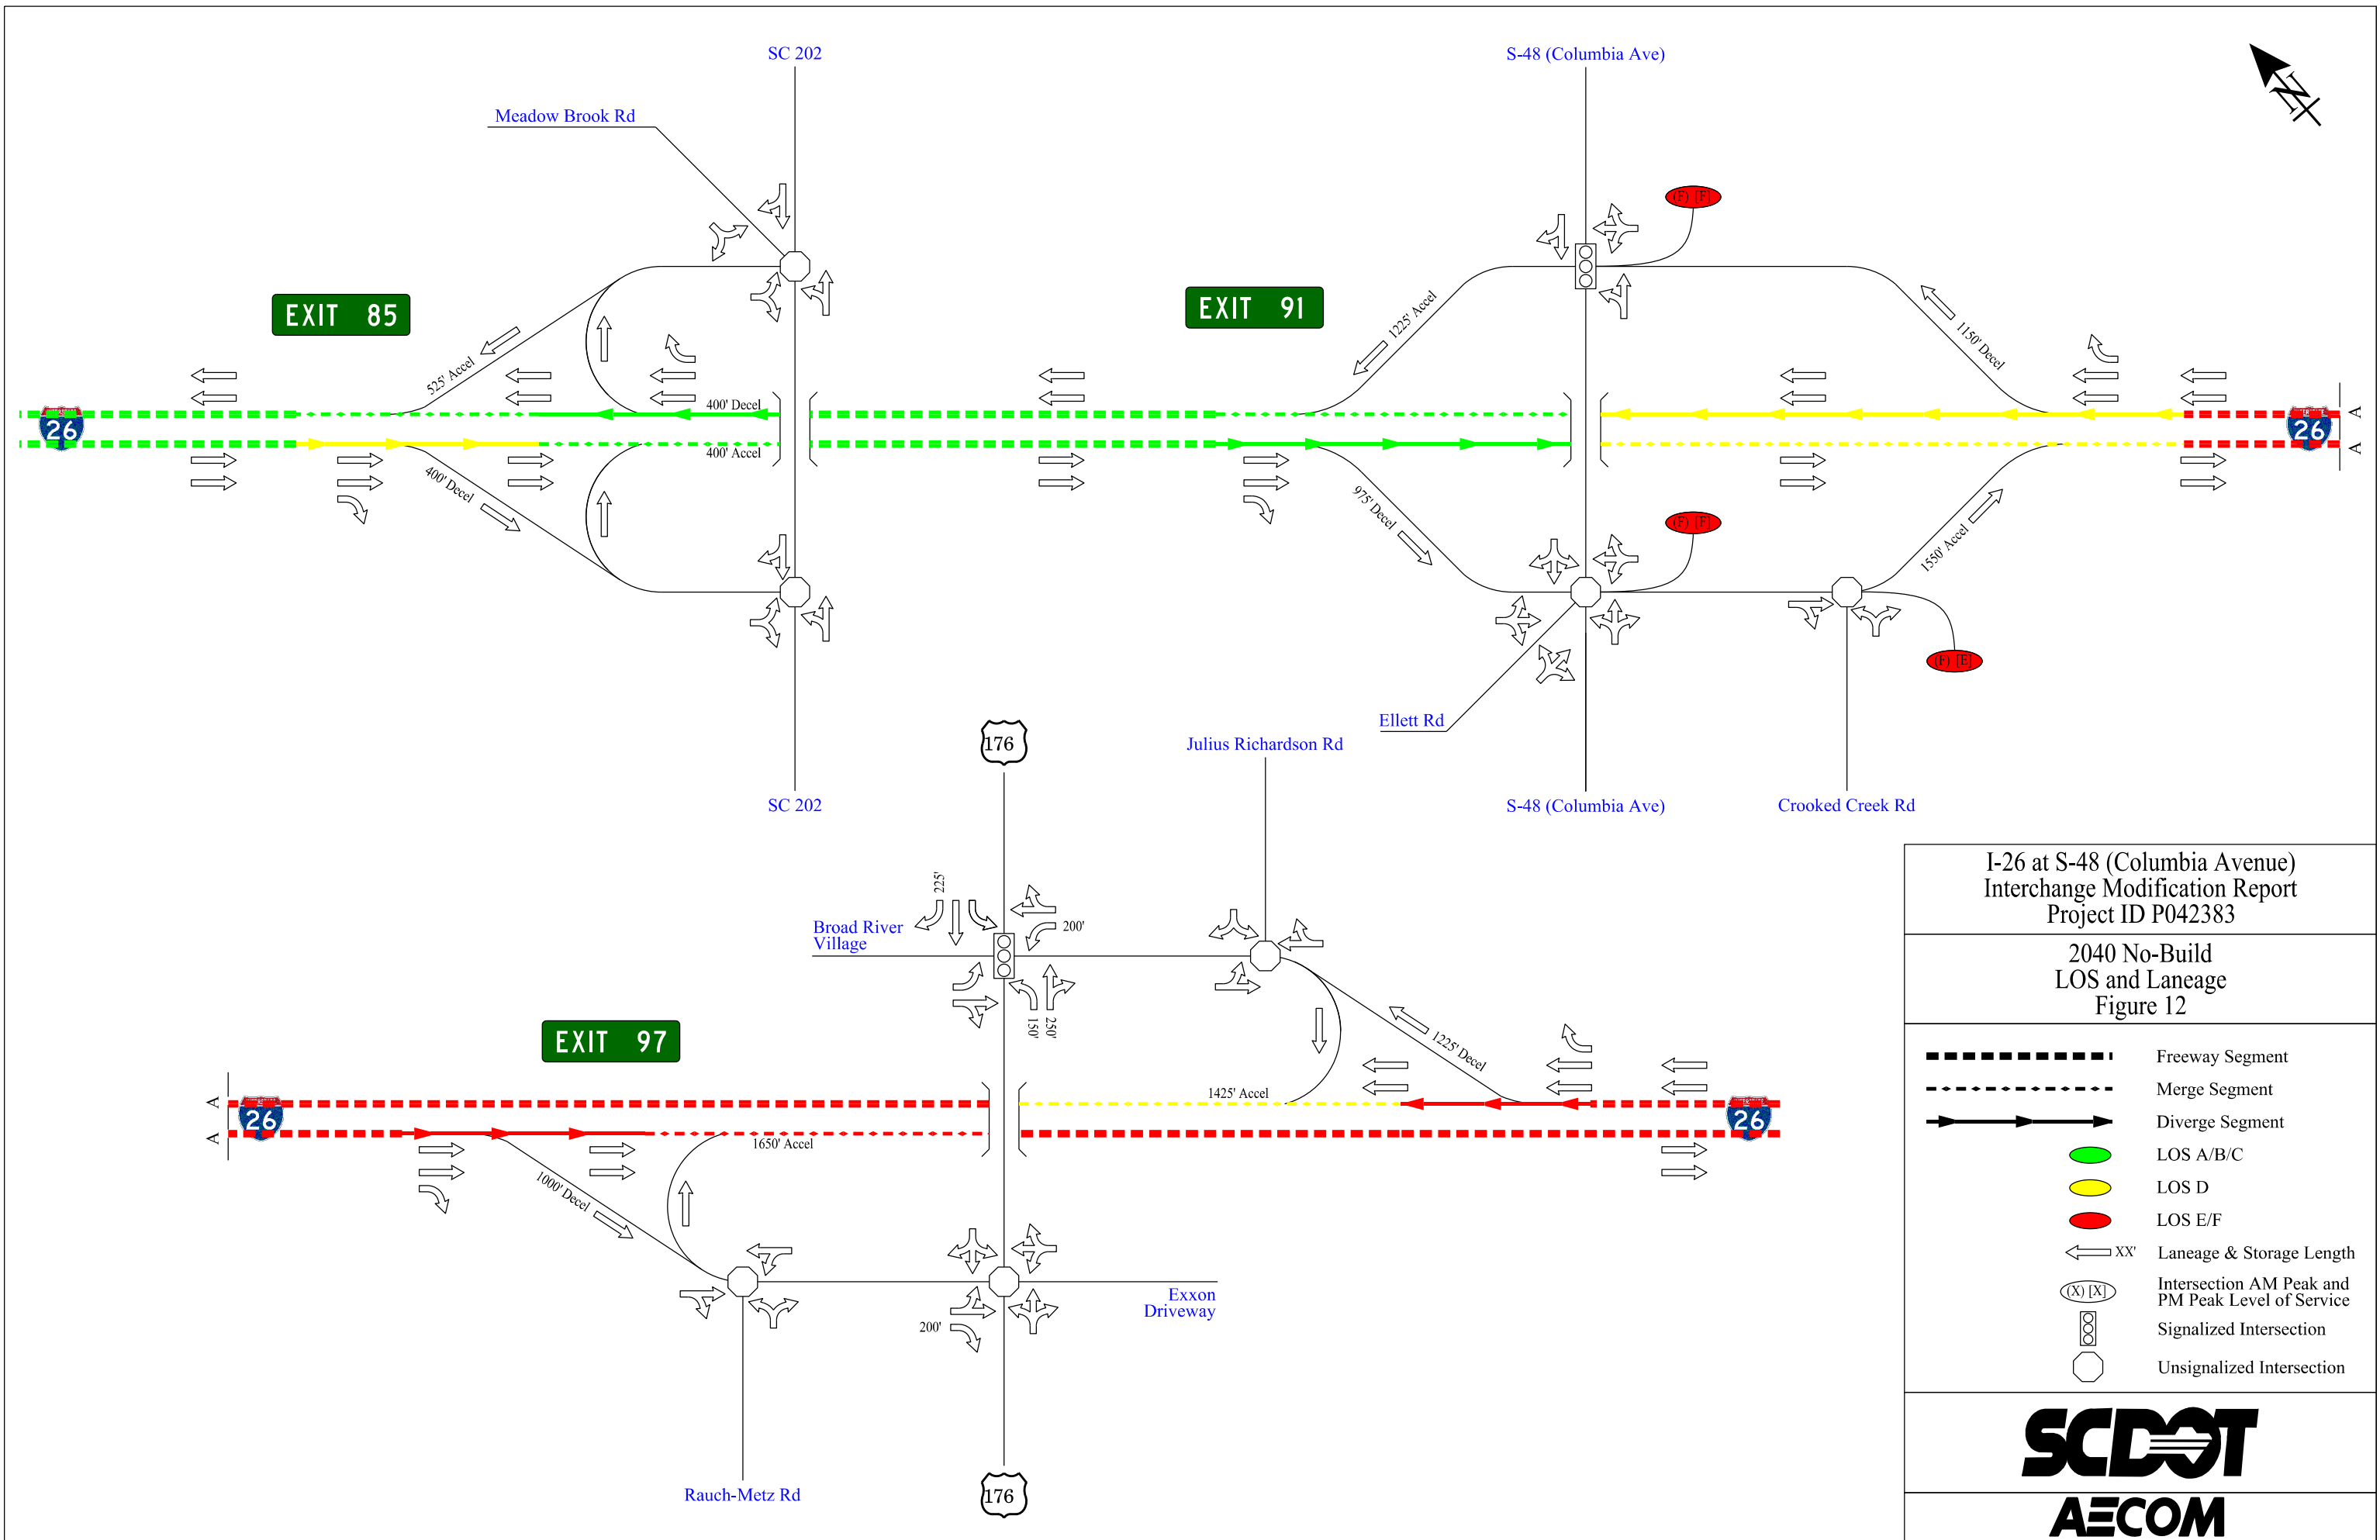 SC 202
S-48 (Columbia Ave)
N
Meadow Brook Rd
(F) [F]
EXIT 85
EXIT 91
525' Accel
1225' Accel
1150' Decel
400' Decel
400' Accel
26
26
A
A
400' Decel
975' Decel
(F) [F]
1550' Accel
(F) [E]
Ellett Rd
SC 202
S-48 (Columbia Ave)
Crooked Creek Rd
176
Julius Richardson Rd
225'
Broad River
Village
200'
150'
250'
EXIT 97
1225' Decel
1425' Accel
A
A
26
26
1650' Accel
1000' Decel
Exxon
Driveway
200'
Rauch-Metz Rd
176
I-26 at S-48 (Columbia Avenue)
Interchange Modification Report
Project ID P042383
2040 No-Build
LOS and Laneage
Figure 12
Freeway Segment
Merge Segment
Diverge Segment
LOS A/B/C
LOS D
LOS E/F
XX' Laneage & Storage Length
(X) [X] Intersection AM Peak and
PM Peak Level of Service
Signalized Intersection
Unsignalized Intersection
SCDOT
AECOM